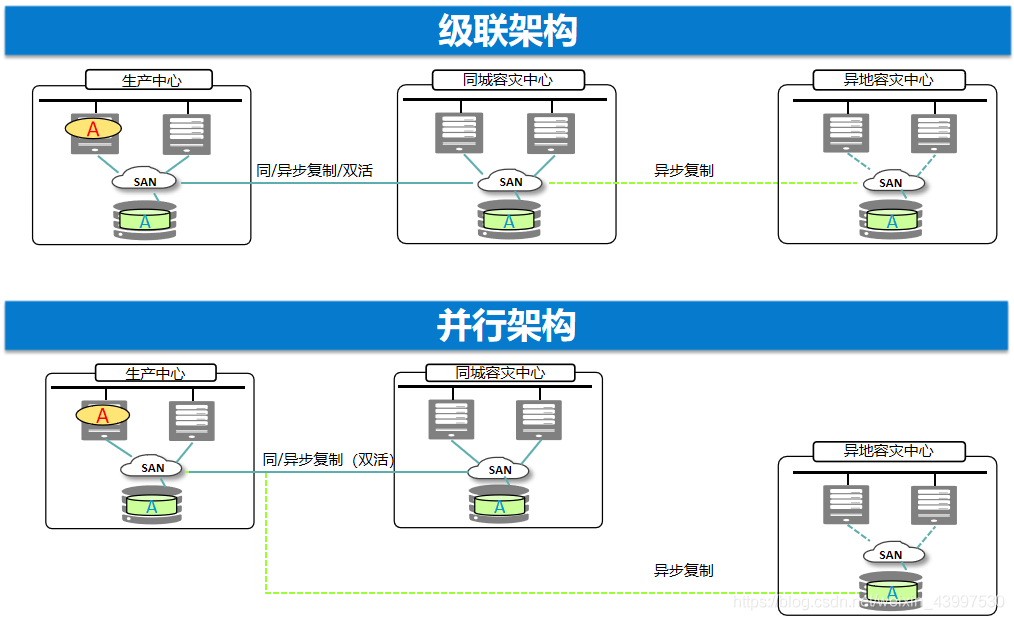 级联架构
生产中心
同城容灾中心
异地容灾中心
A
同/异步复制/双活
异步复制
SAN
SAN
SAN
A
A
A
并行架构
生产中心
同城容灾中心
A
异地容灾中心
同/异步复制（双活）
SAN
SAN
A
A
SAN
异步复制
A
https://blog.csdn.net/weixin_43997530